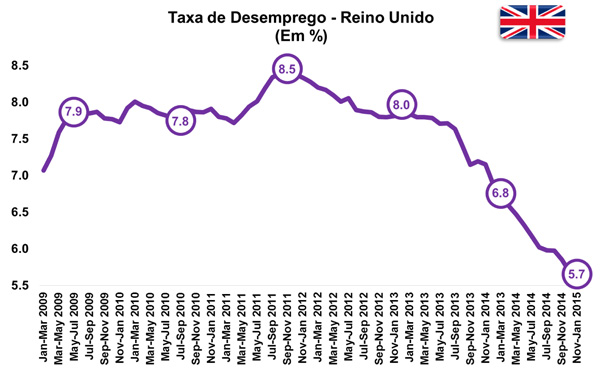 Taxa de Desemprego - Reino Unido
(Em %)
8.5
8.0
7.5
7.0
6.5
6.0
5.5
7.9
7.8
8.5
8.0
6.8
5.7
Jan-Mar 2009
Mar-May 2009
May-Jul 2009
Jul-Sep 2009
Sep-Nov 2009
Nov-Jan 2010
Jan-Mar 2010
Mar-May 2010
May-Jul 2010
Jul-Sep 2010
Sep-Nov 2010
Nov-Jan 2011
Jan-Mar 2011
Mar-May 2011
May-Jul 2011
Jul-Sep 2011
Sep-Nov 2011
Nov-Jan 2012
Jan-Mar 2012
Mar-May 2012
May-Jul 2012
Jul-Sep 2012
Sep-Nov 2012
Nov-Jan 2013
Jan-Mar 2013
Mar-May 2013
May-Jul 2013
Jul-Sep 2013
Sep-Nov 2013
Nov-Jan 2014
Jan-Mar 2013
Mar-May 2014
May-Jul 2014
Jul-Sep 2014
Sep-Nov 2014
Nov-Jan 2015